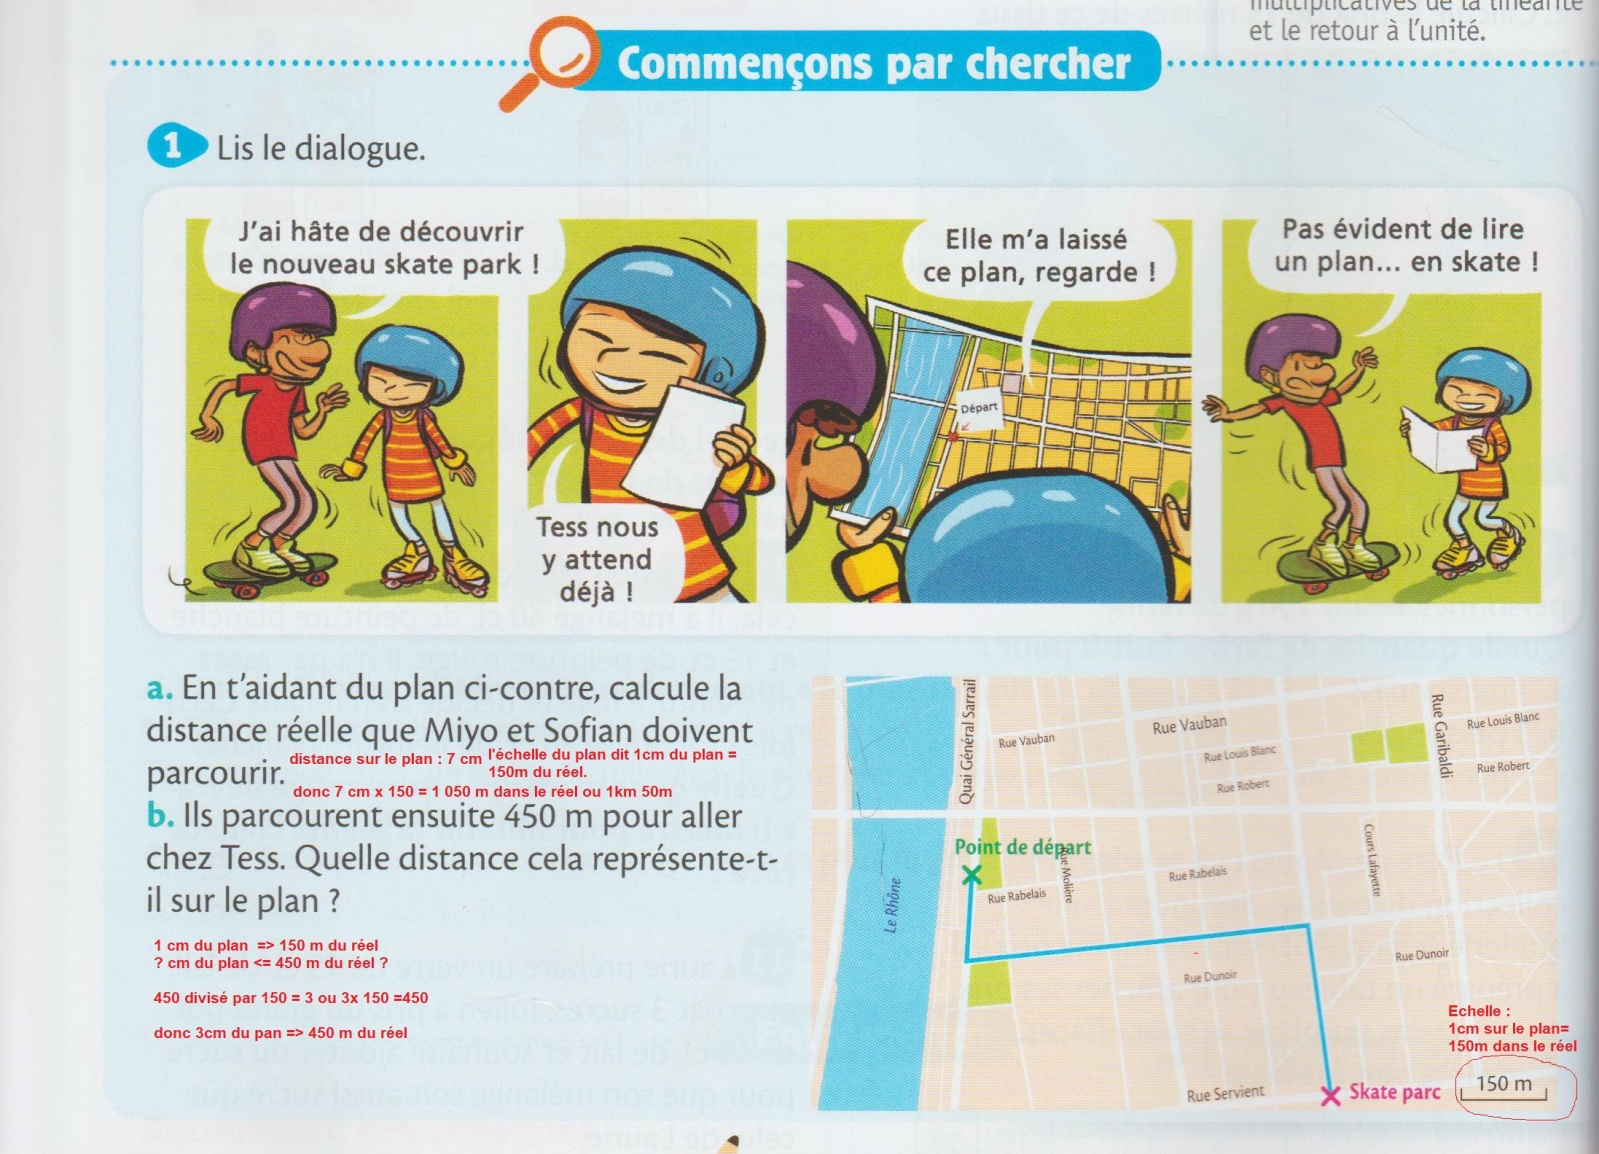 multiplicatives de la linéarité
et le retour à l'unité.
Commençons par chercher
1 Lis le dialogue.
J'ai hâte de découvrir
le nouveau skate park !
Tess nous
y attend
déjà !
Elle m'a laissé
ce plan, regarde !
Départ
Pas évident de lire
un plan... en skate !
a. En t'aidant du plan ci-contre, calcule la
distance réelle que Miyo et Sofian doivent
parcourir.
distance sur le plan : 7 cm
l'échelle du plan dit 1cm du plan =
150m du réel.
donc 7 cm x 150 = 1 050 m dans le réel ou 1km 50m
b. Ils parcourent ensuite 450 m pour aller
chez Tess. Quelle distance cela représente-t-
il sur le plan ?
1 cm du plan => 150 m du réel
? cm du plan <= 450 m du réel ?
450 divisé par 150 = 3 ou 3x 150 =450
donc 3cm du pan => 450 m du réel
Quai Général Sarrail
Rue Vauban
Rue Vauban
Rue Louis Blanc
Rue Robert
Rue Garibaldi
Rue Louis Blanc
Rue Robert
Point de départ
Rue Molière
Rue Rabelais
Rue Rabelais
Cours Lafayette
Le Rhône
Rue Dunoir
Rue Dunoir
Rue Servient
Skate parc
Echelle :
1cm sur le plan=
150m dans le réel
150 m